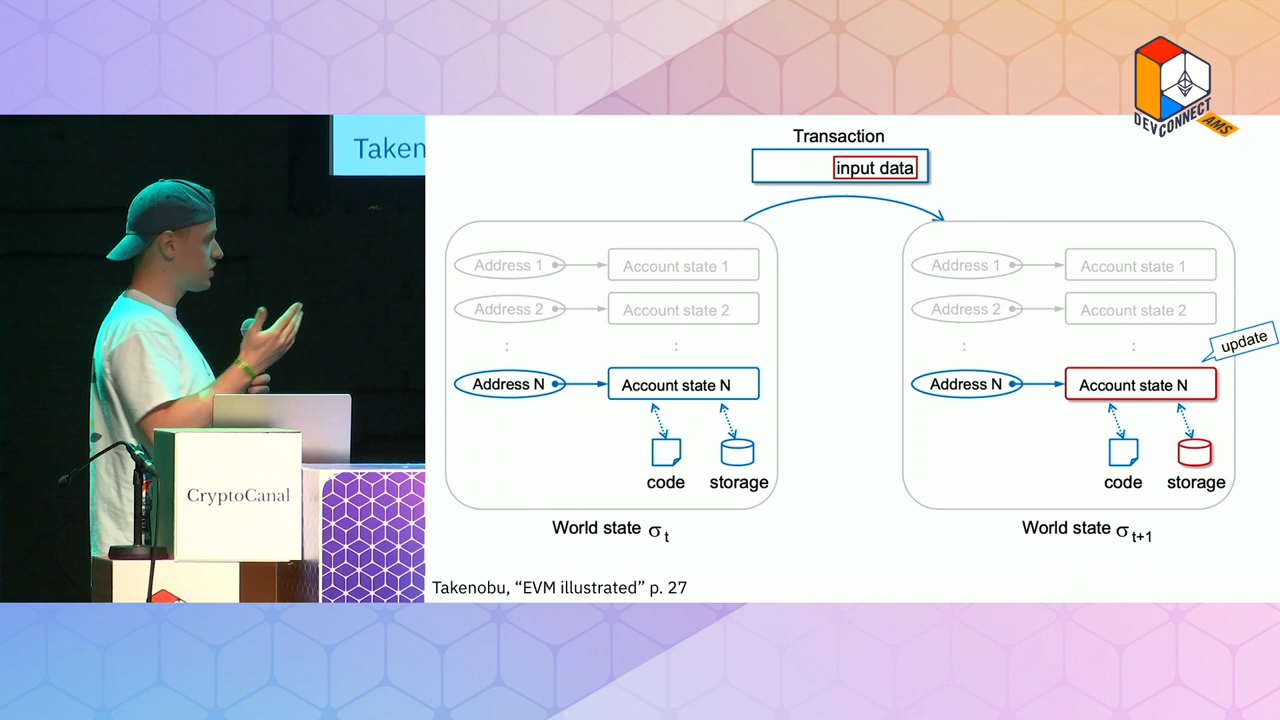 DEVCONNECT
AMS
Taken
Transaction
input data
Address 1
Account state 1
Address 2
Account state 2
:
:
Address N
Account state N
code
storage
World state σt
Address 1
Account state 1
Address 2
Account state 2
:
:
update
Address N
Account state N
code
storage
World state σt+1
Takenobu, “EVM illustrated” p. 27
CryptoCanal